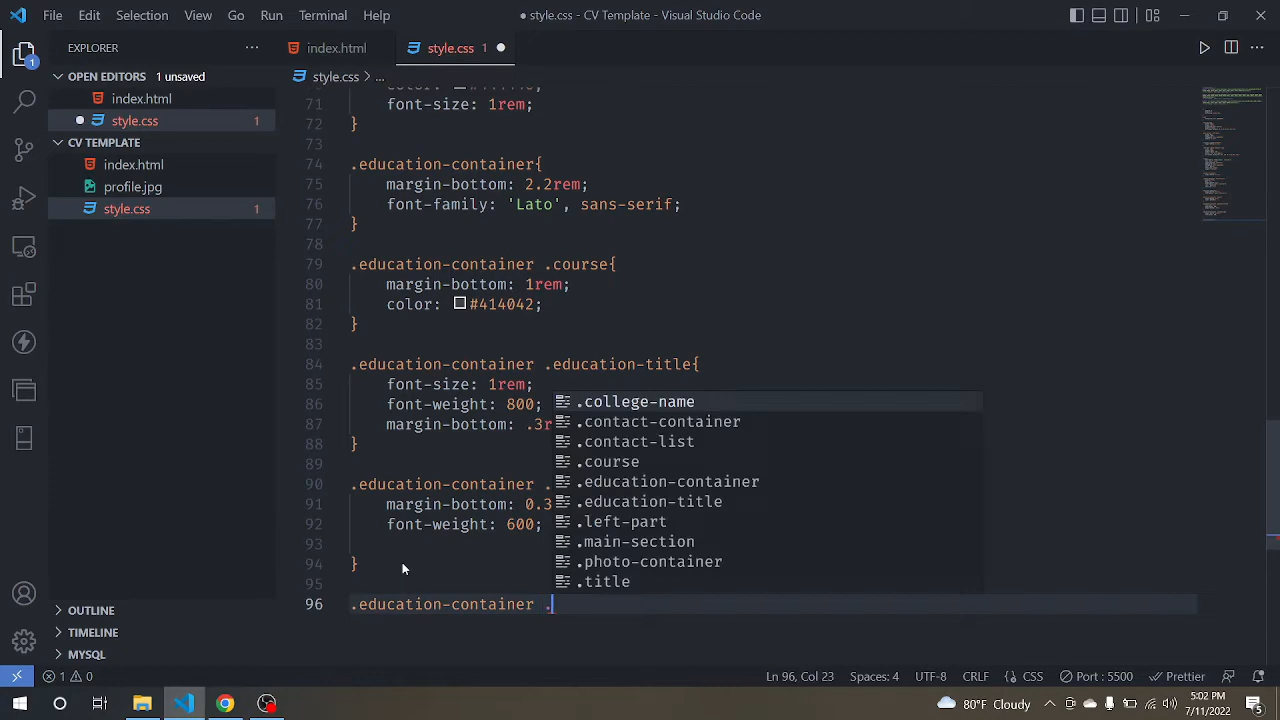 File Edit Selection View Go Run Terminal Help
style.css - CV Template - Visual Studio Code
EXPLORER
index.html
style.css 1
OPEN EDITORS 1 unsaved
style.css > ...
index.html
style.css 1
CV TEMPLATE
index.html
profile.jpg
style.css 1
71 font-size: 1rem;
72 }
73
74 .education-container{
75 margin-bottom: 2.2rem;
76 font-family: 'Lato', sans-serif;
77 }
78
79 .education-container .course{
80 margin-bottom: 1rem;
81 color: #414042;
82 }
83
84 .education-container .education-title{
85 font-size: 1rem;
86 font-weight: 800;
87 margin-bottom: .3r
88 }
89
90 .education-container .
91 margin-bottom: 0.3
92 font-weight: 600;
93
94 }
95
96 .education-container .
.college-name
.contact-container
.contact-list
.course
.education-container
.education-title
.left-part
.main-section
.photo-container
.title
OUTLINE
TIMELINE
MYSQL
1
1 0
Ln 96, Col 23 Spaces: 4 UTF-8 CRLF CSS Port : 5500 Prettier
80°F Cloudy
5:02 PM
7/11/2022
5